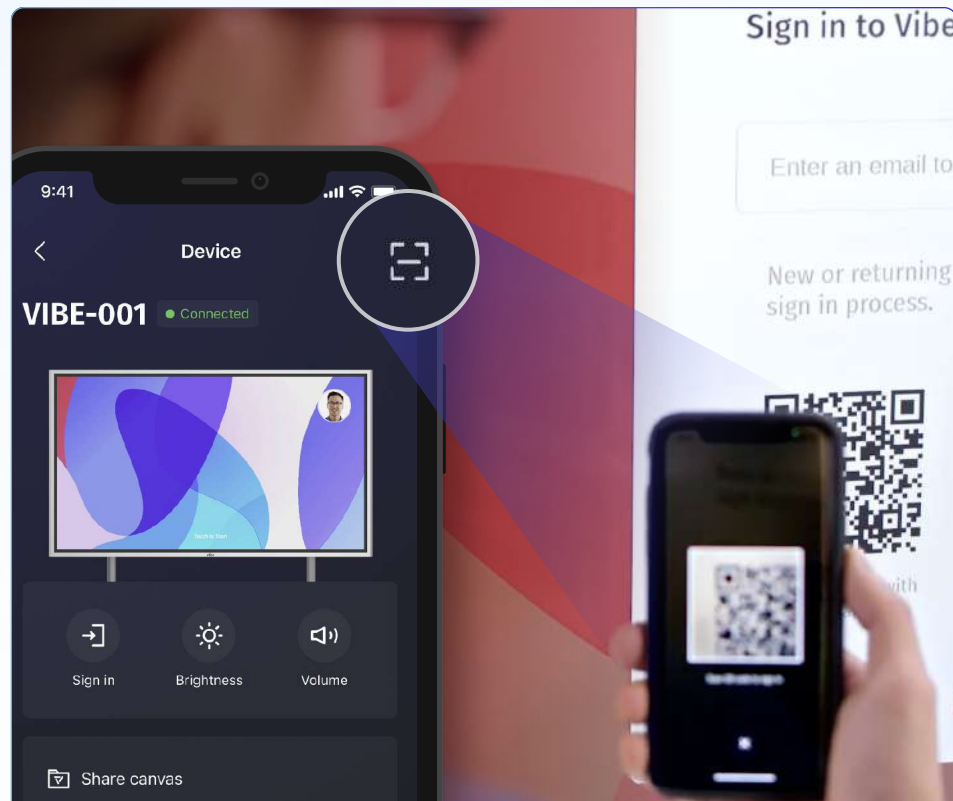 Sign in to Vibe
Enter an email to
New or returning
sign in process.
with
9:41
Device
VIBE-001
Connected
Sign in
Brightness
Volume
Share canvas